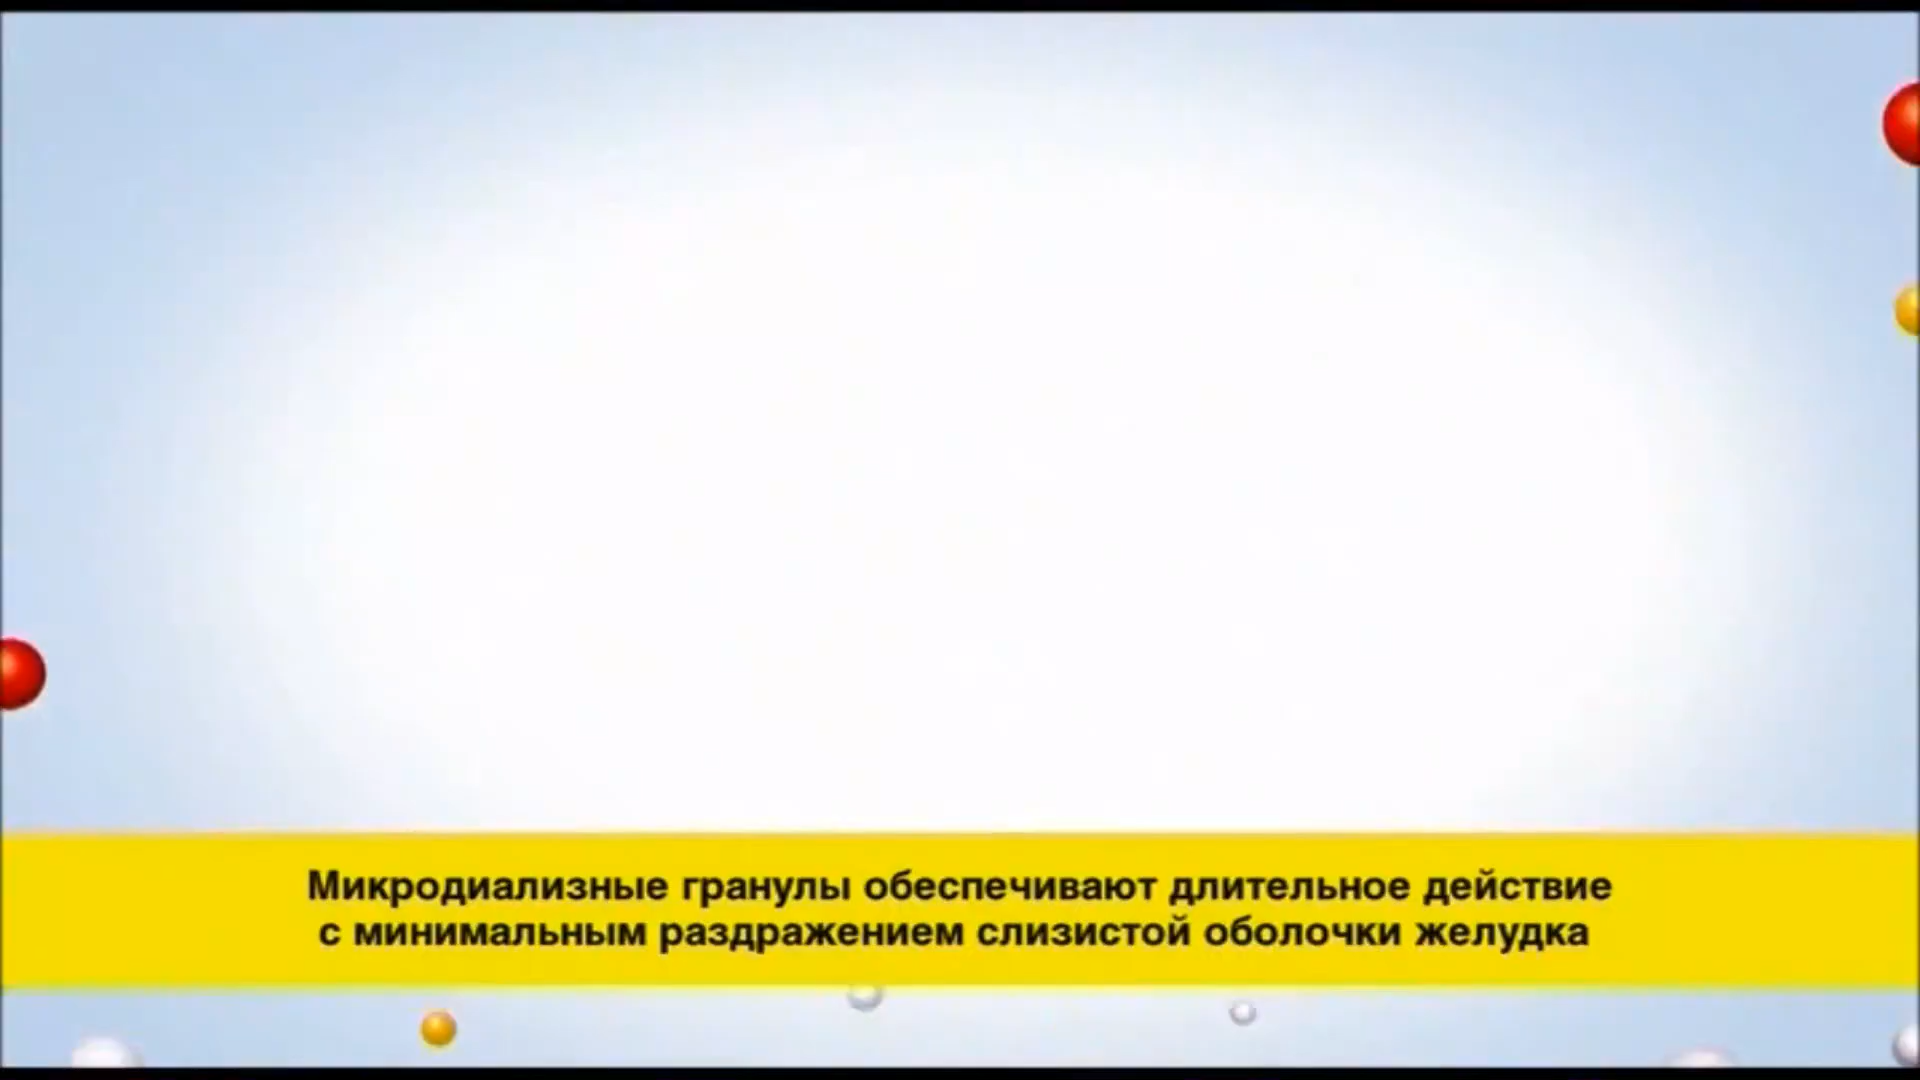 Микродиализные гранулы обеспечивают длительное действие
с минимальным раздражением слизистой оболочки желудка